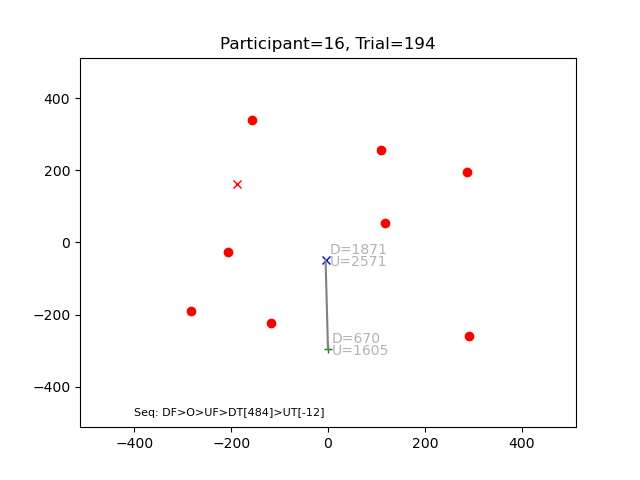 Participant=16, Trial=194
400
200
0
−200
−400
D=1871
U=2571
D=670
U=1605
Seq: DF>O>UF>DT[484]>UT[-12]
−400
−200
0
200
400